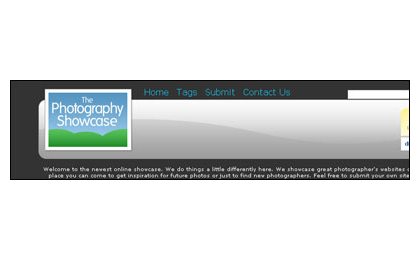 The
Photography
Showcase
Home Tags Submit Contact Us
Welcome to the newest online showcase. We do things a little differently here. We showcase great photographer's websites
place you can come to get inspiration for future photos or just to find new photographers. Feel free to submit your own site